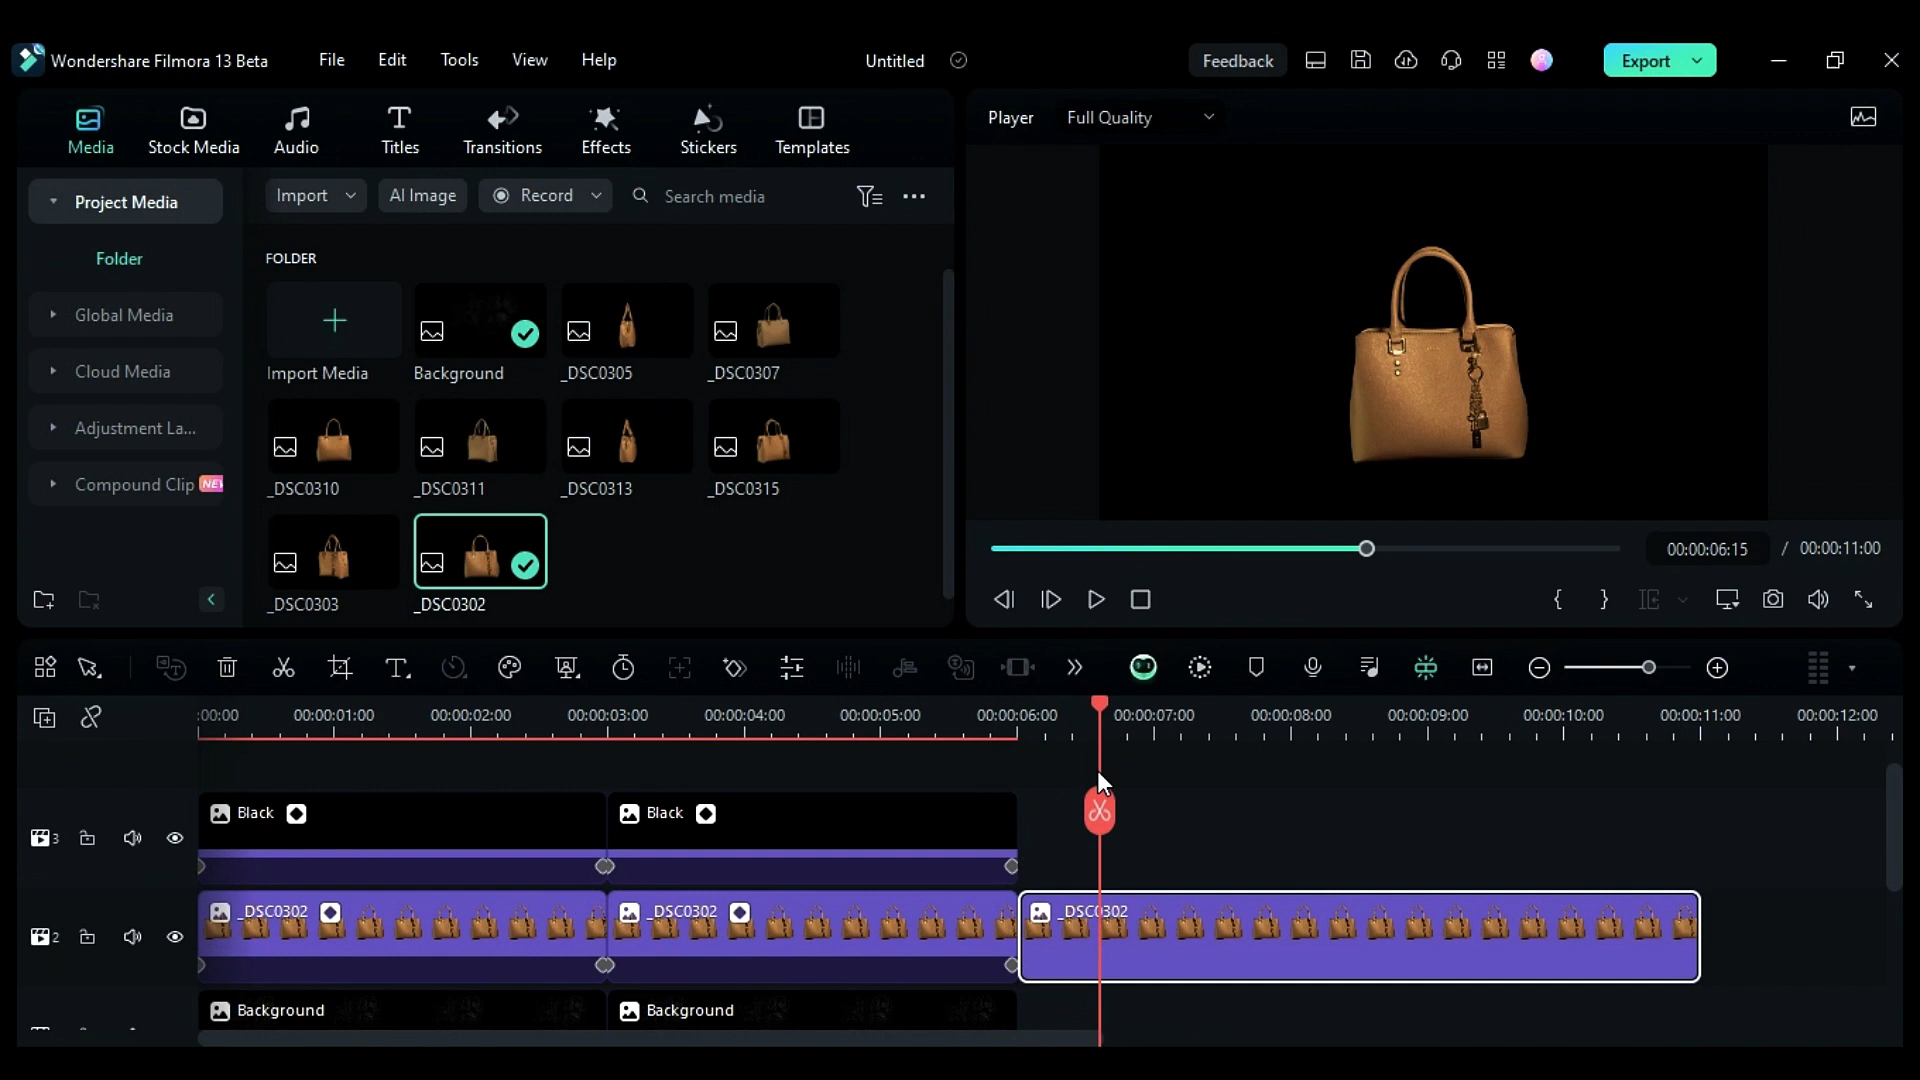 Wondershare Filmora 13 Beta File Edit Tools View Help Untitled Feedback Export
Media Stock Media Audio Titles Transitions Effects Stickers Templates
Player Full Quality
Project Media
Import AI Image Record Search media
Folder
FOLDER
Global Media
Cloud Media
Adjustment La...
Compound Clip NEW
Import Media Background _DSC0305 _DSC0307
_DSC0310 _DSC0311 _DSC0313 _DSC0315
_DSC0303 _DSC0302
00:00:06:15 / 00:00:11:00
{ }
:00:00 00:00:01:00 00:00:02:00 00:00:03:00 00:00:04:00 00:00:05:00 00:00:06:00 00:00:07:00 00:00:08:00 00:00:09:00 00:00:10:00 00:00:11:00 00:00:12:00
Black Black
3
_DSC0302 _DSC0302 _DSC0302
2
Background Background